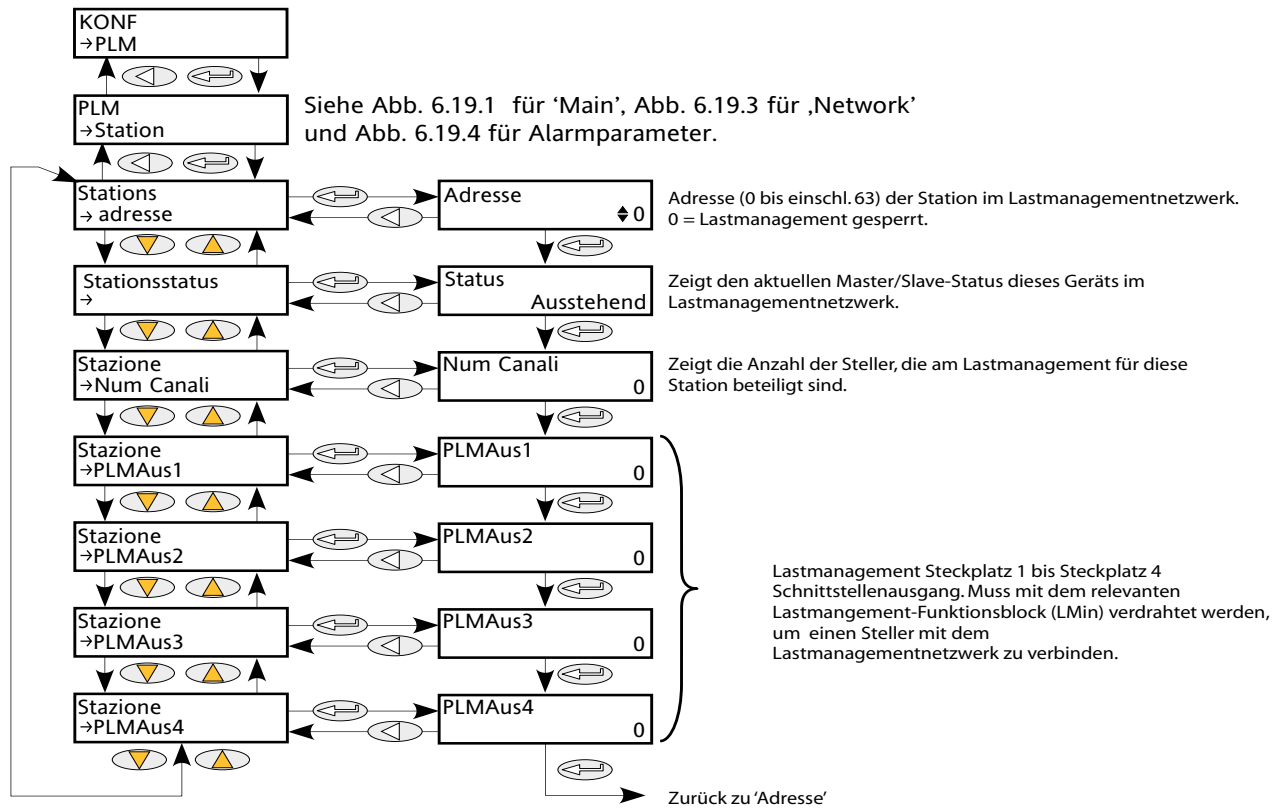 KONF
→PLM
PLM
→Station
Siehe Abb. 6.19.1 für ‘Main’, Abb. 6.19.3 für ‚Network’
und Abb. 6.19.4 für Alarmparameter.
Stations
→ adresse
Adresse
0
Adresse (0 bis einschl. 63) der Station im Lastmanagementnetzwerk.
0 = Lastmanagement gesperrt.
Stationsstatus
→
Status
Ausstehend
Zeigt den aktuellen Master/Slave-Status dieses Geräts im
Lastmanagementnetzwerk.
Stazione
→Num Canali
Num Canali
0
Zeigt die Anzahl der Steller, die am Lastmanagement für diese
Station beteiligt sind.
Stazione
→PLMAus1
PLMAus1
0
Stazione
→PLMAus2
PLMAus2
0
Stazione
→PLMAus3
PLMAus3
0
Stazione
→PLMAus4
PLMAus4
0
Lastmanagement Steckplatz 1 bis Steckplatz 4
Schnittstellenausgang. Muss mit dem relevanten
Lastmangement-Funktionsblock (LMin) verdrahtet werden,
um einen Steller mit dem
Lastmanagementnetzwerk zu verbinden.
Zurück zu ‘Adresse’